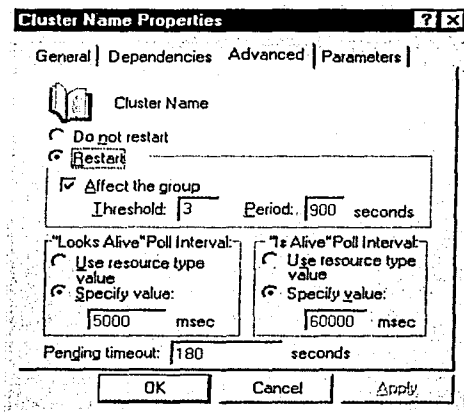 Cluster Name Properties ? X
General Dependencies Advanced Parameters
Cluster Name
Do not restart
Restart
Affect the group
Threshold: 3 Period: 900 seconds
"Looks Alive" Poll Interval: "Is Alive" Poll Interval:
Use resource type value Use resource type value
Specify value: Specify value:
5000 msec 60000 msec
Pending timeout: 180 seconds
OK Cancel Apply